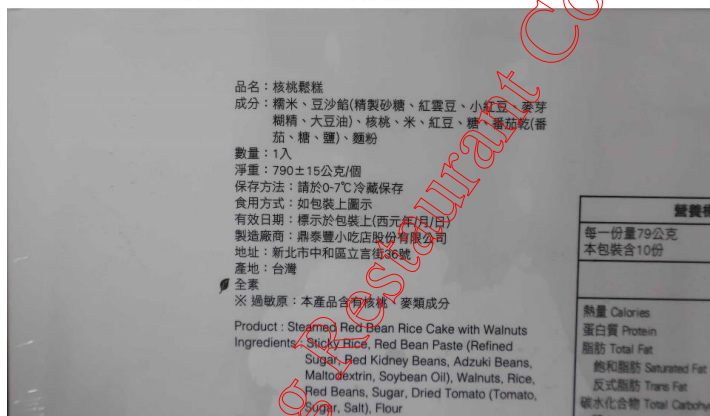 品名：核桃鬆糕
成分：糯米、豆沙餡(精製砂糖、紅雲豆、小紅豆、麥芽
糊精、大豆油)、核桃、米、紅豆、糖、番茄乾(番
茄、糖、鹽)、麵粉
數量：1入
淨重：790±15公克/個
保存方法：請於0-7℃冷藏保存
食用方式：如包裝上圖示
有效日期：標示於包裝上(西元年/月/日)
製造廠商：鼎泰豐小吃店股份有限公司
地址：新北市中和區立言街36號
產地：台灣
全素
※ 過敏原：本產品含有核桃、麥類成分
Product : Steamed Red Bean Rice Cake with Walnuts
Ingredients : Sticky Rice, Red Bean Paste (Refined
Sugar, Red Kidney Beans, Adzuki Beans,
Maltodextrin, Soybean Oil), Walnuts, Rice,
Red Beans, Sugar, Dried Tomato (Tomato,
Sugar, Salt), Flour
營養標
每一份量79公克
本包裝含10份
熱量 Calories
蛋白質 Protein
脂肪 Total Fat
飽和脂肪 Saturated Fat
反式脂肪 Trans Fat
碳水化合物 Total Carbohy
g Restaurant Co